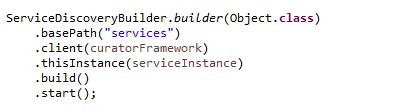 ServiceDiscoveryBuilder.builder(Object.class)
    .basePath("services")
    .client(curatorFramework)
    .thisInstance(serviceInstance)
    .build()
    .start();